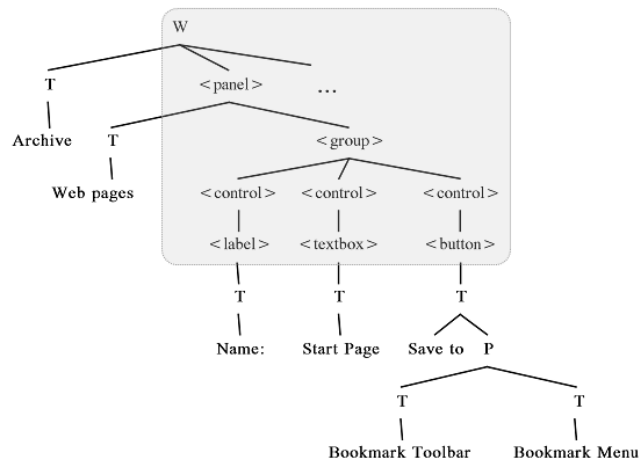 W
T <panel> ...
Archive T <group>
Web pages <control> <control> <control>
<label> <textbox> <button>
T T T
Name: Start Page Save to P
T T
Bookmark Toolbar Bookmark Menu